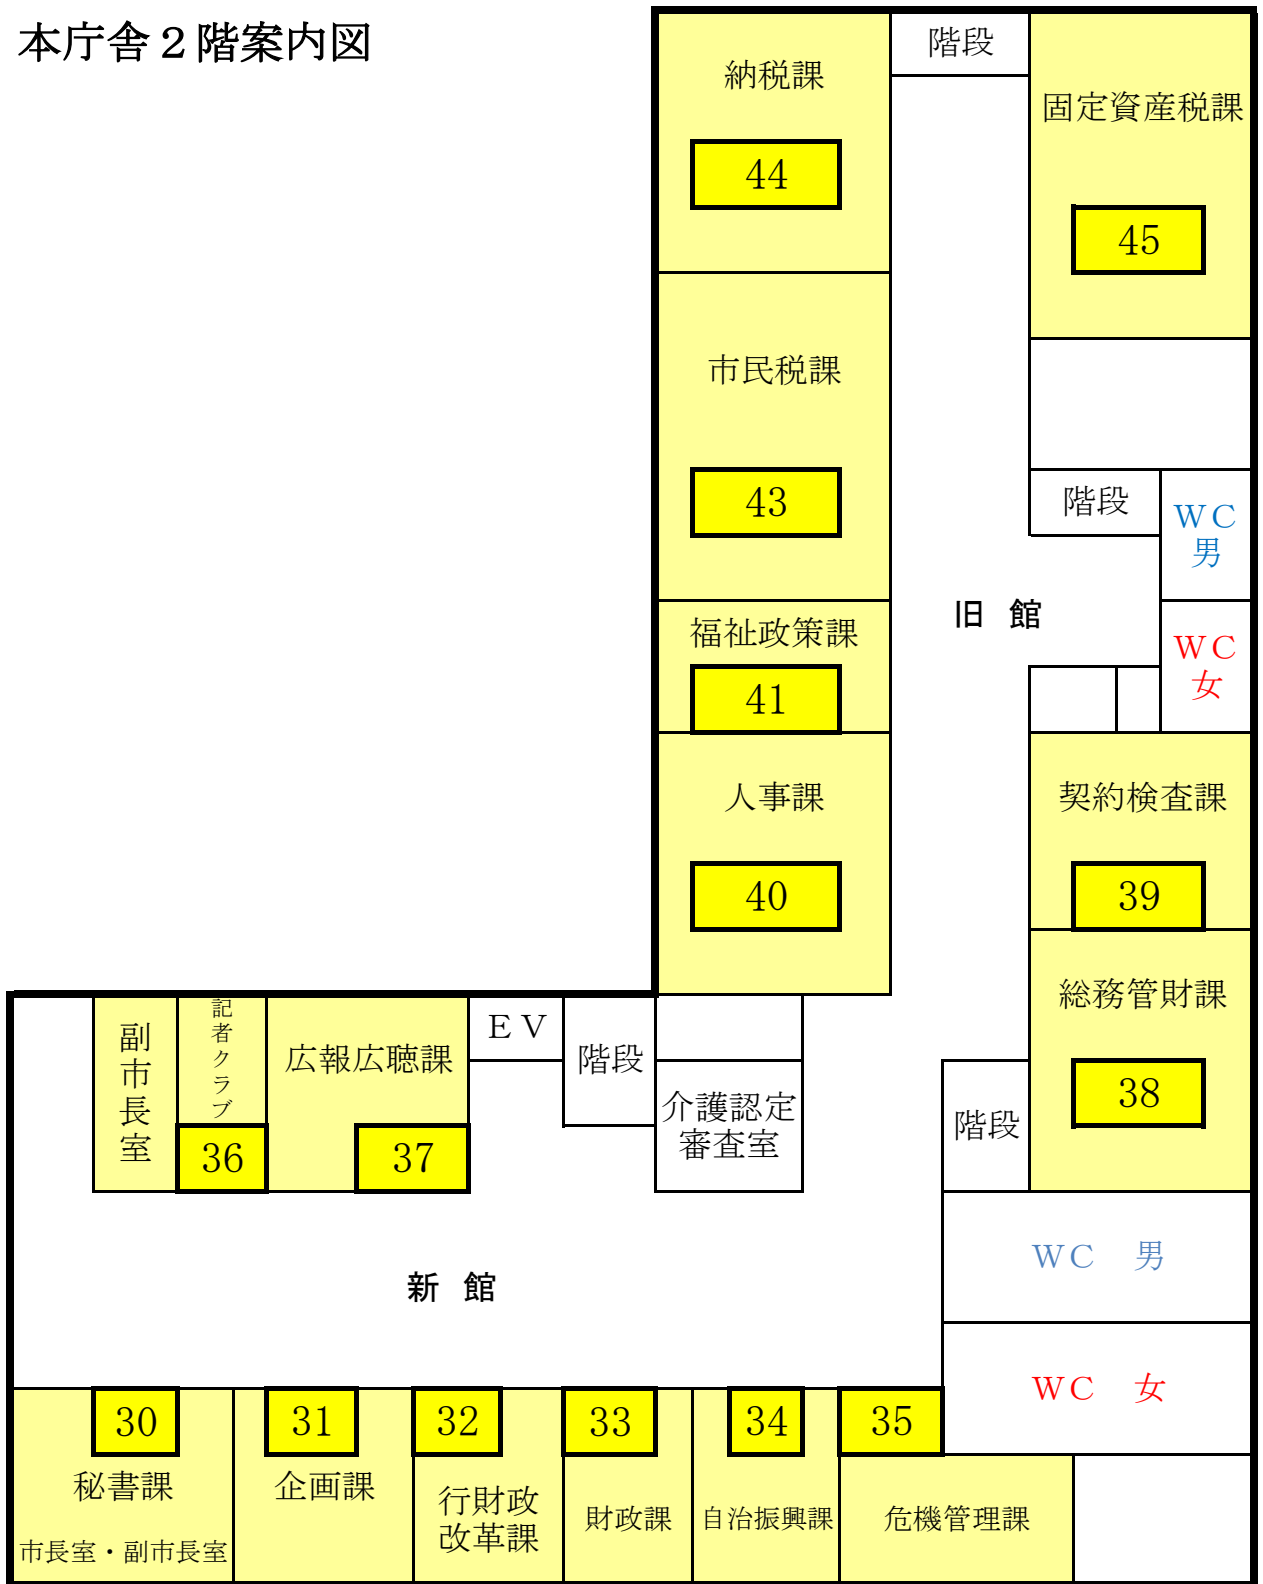 本庁舎２階案内図
納税課
44
階段
固定資産税課
45
市民税課
43
階段
ＷＣ
男
旧 館
福祉政策課
41
ＷＣ
女
人事課
40
契約検査課
39
総務管財課
38
副市長室
記者クラブ
36
広報広聴課
37
ＥＶ
階段
介護認定
審査室
階段
ＷＣ　男
新 館
ＷＣ　女
30
秘書課
市長室・副市長室
31
企画課
32
行財政
改革課
33
財政課
34
自治振興課
35
危機管理課